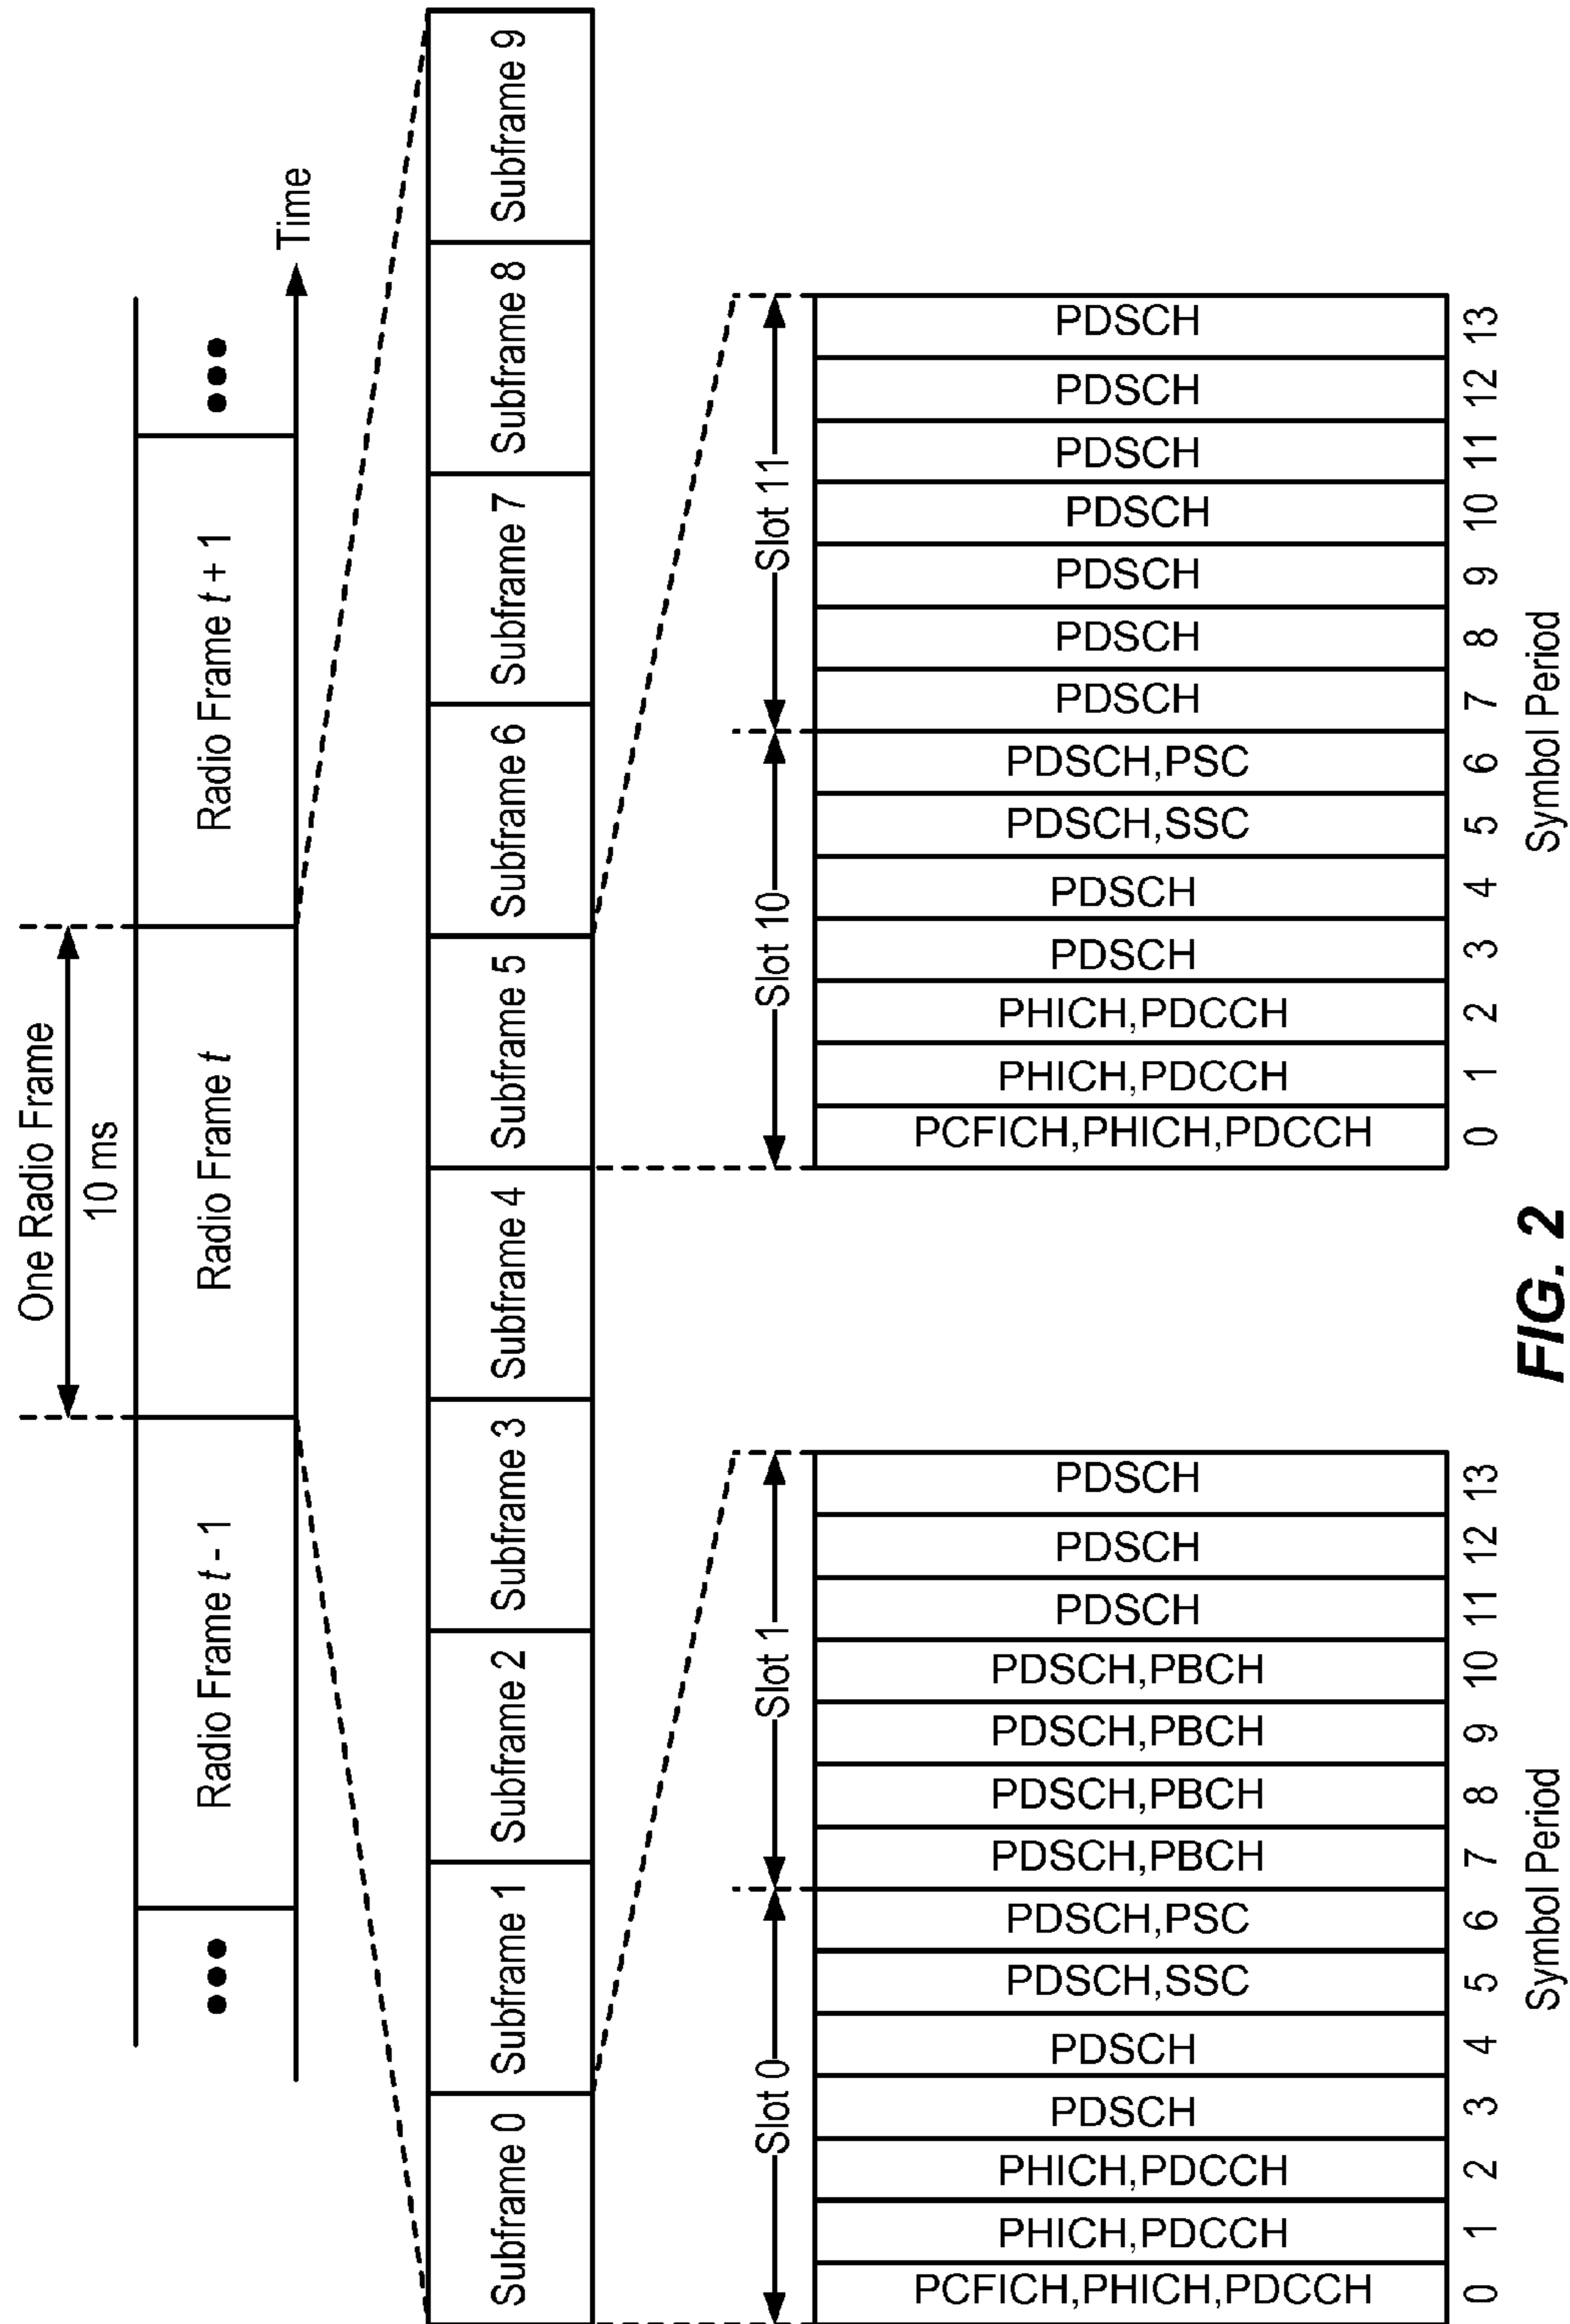 One Radio Frame
10 ms
Radio Frame t - 1
Radio Frame t
Radio Frame t + 1
Time
Subframe 0
Subframe 1
Subframe 2
Subframe 3
Subframe 4
Subframe 5
Subframe 6
Subframe 7
Subframe 8
Subframe 9
Slot 0
Slot 1
PCFICH,PHICH,PDCCH
PHICH,PDCCH
PHICH,PDCCH
PDSCH
PDSCH
PDSCH,SSC
PDSCH,PSC
PDSCH,PBCH
PDSCH,PBCH
PDSCH,PBCH
PDSCH,PBCH
PDSCH
PDSCH
PDSCH
0 1 2 3 4 5 6 7 8 9 10 11 12 13
Symbol Period
Slot 10
Slot 11
PCFICH,PHICH,PDCCH
PHICH,PDCCH
PHICH,PDCCH
PDSCH
PDSCH
PDSCH,SSC
PDSCH,PSC
PDSCH
PDSCH
PDSCH
PDSCH
PDSCH
PDSCH
PDSCH
0 1 2 3 4 5 6 7 8 9 10 11 12 13
Symbol Period
FIG. 2